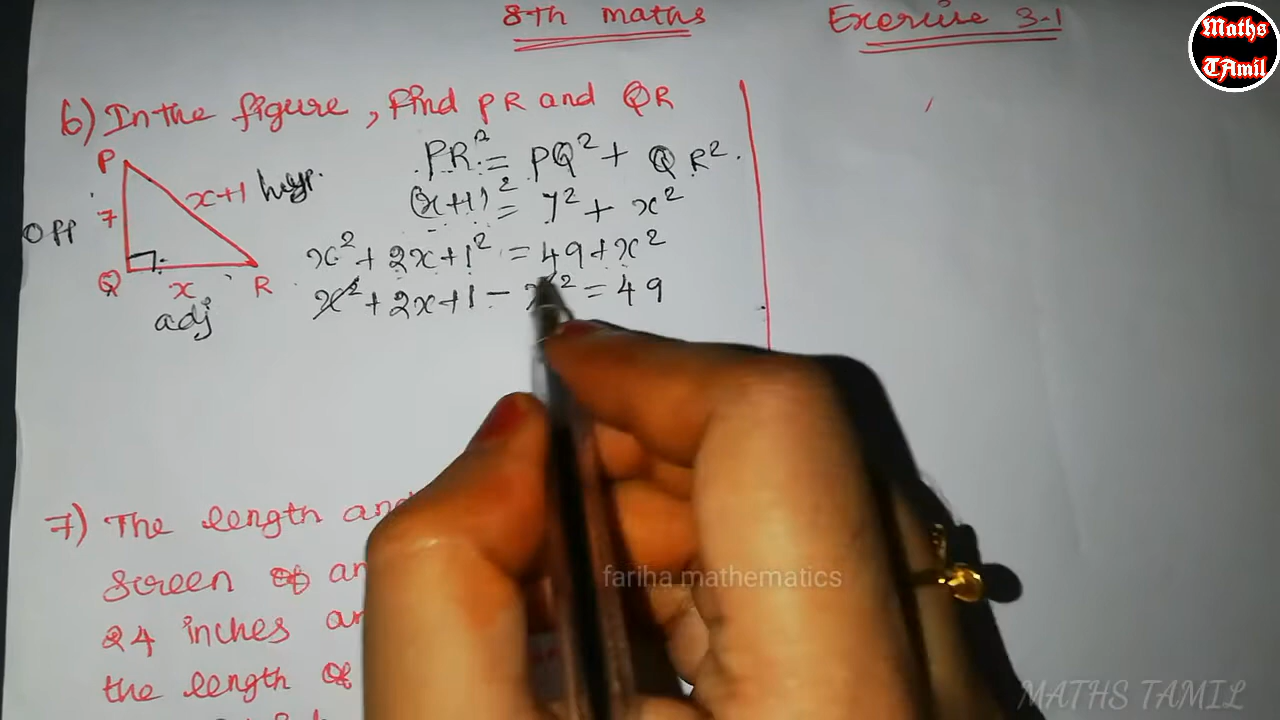 8th maths
Exercise 3.1
Maths
TAmil
6) In the figure, Find PR and QR
P
7
x+1 hyp.
opp
Q
x
R
adj
PR² = PQ² + QR².
(x+1)² = 7² + x²
x² + 2x + 1² = 49 + x²
x² + 2x + 1 - x² = 49
7) The length and
Screen of an
24 inches
the length of
fariha mathematics
MATHS TAMIL